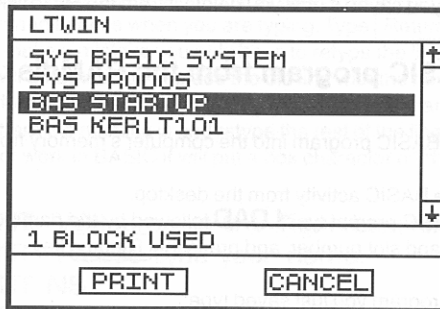 LTWIN
SYS BASIC SYSTEM
SYS PRODOS
BAS STARTUP
BAS KERLT101
1 BLOCK USED
PRINT
CANCEL